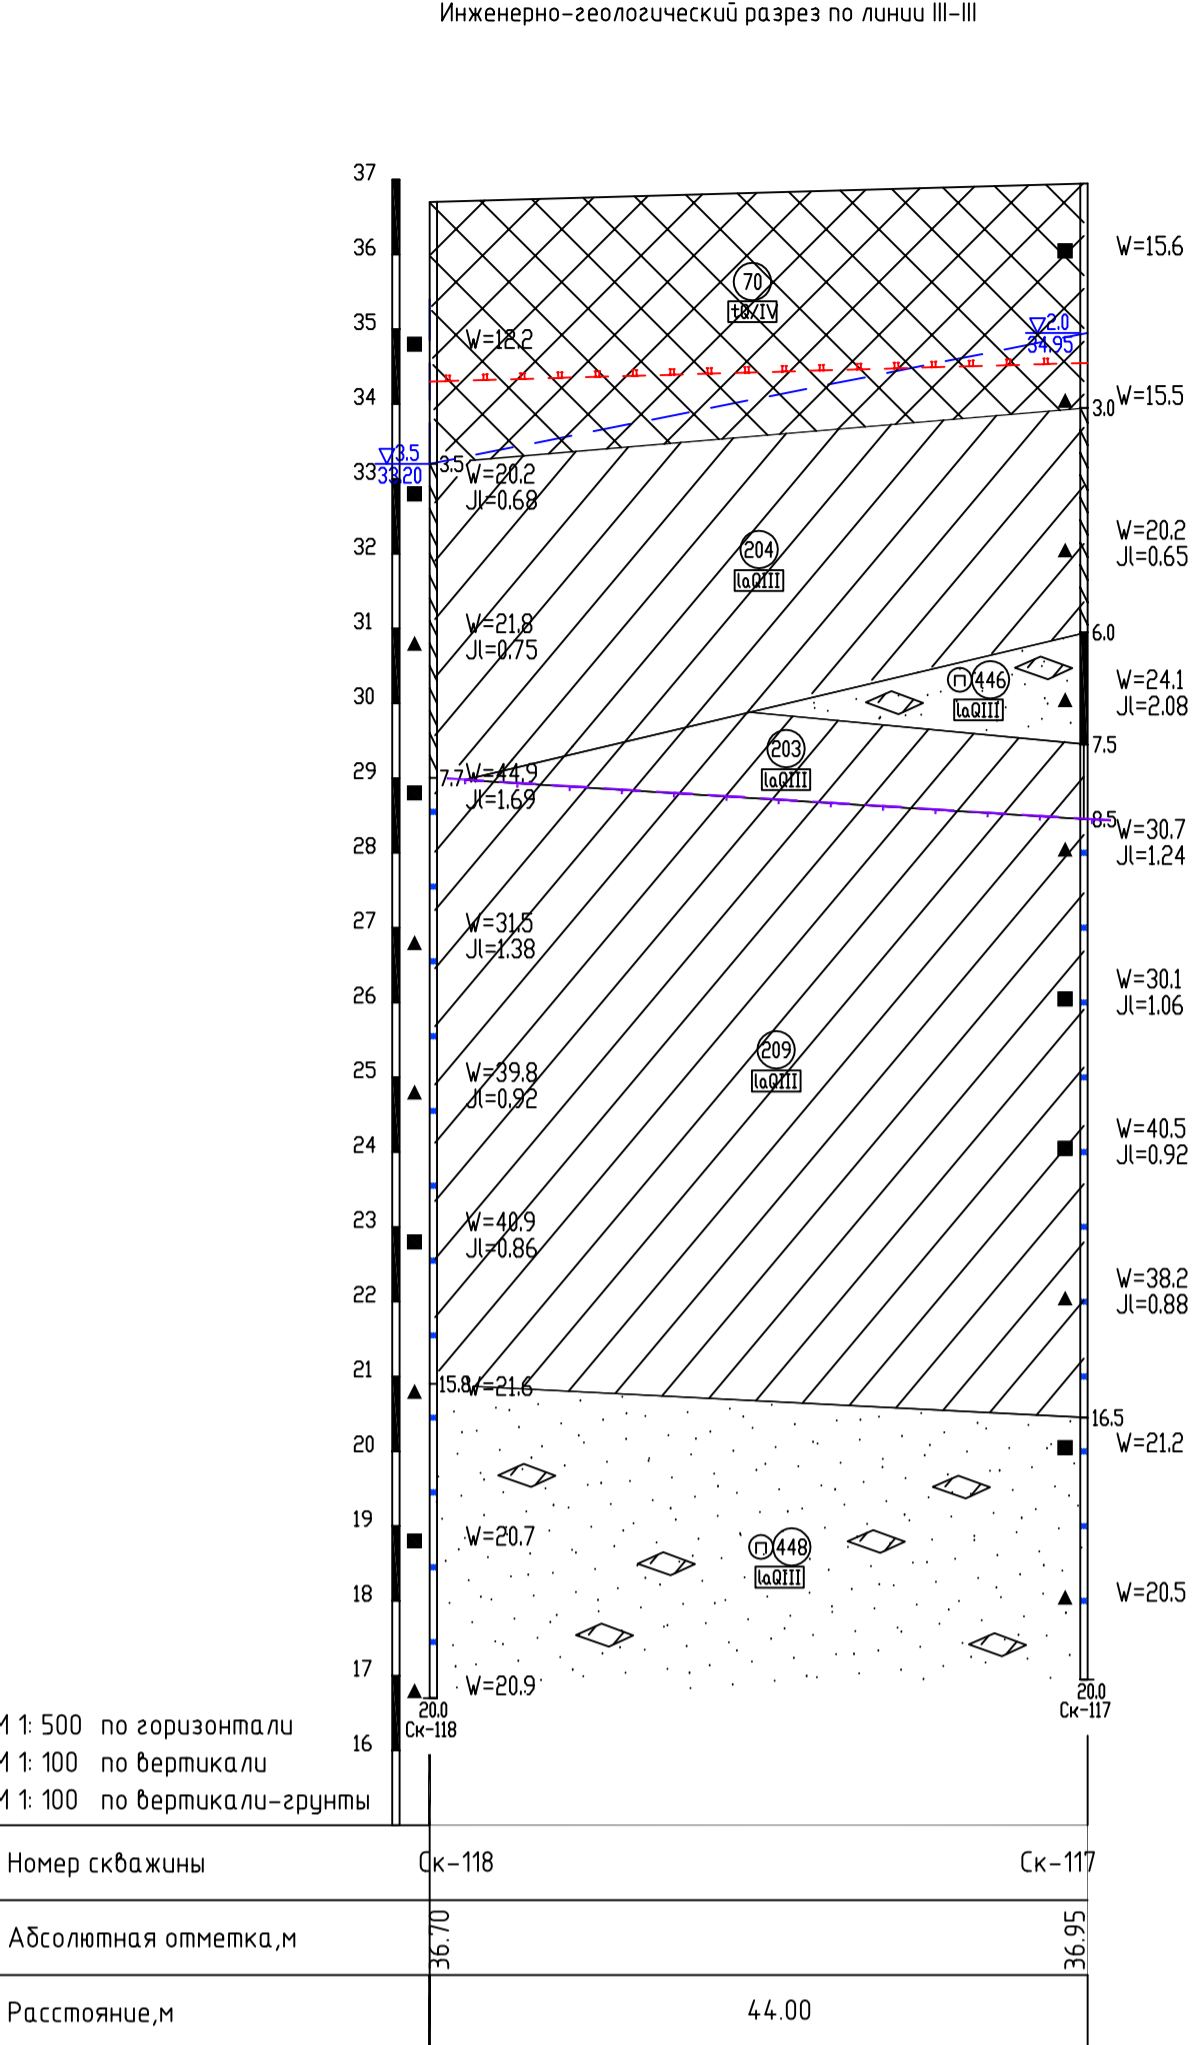 Инженерно-геологический разрез по линии III-III
37
36
35
34
33
32
31
30
29
28
27
26
25
24
23
22
21
20
19
18
17
16
70
tQ/IV
W=15.6
W=12.2
2.0
34.95
W=15.5
3.0
3.5
33.20
3.5
W=20.2
Jl=0.68
204
laQIII
W=20.2
Jl=0.65
W=21.8
Jl=0.75
6.0
П 446
laQIII
W=24.1
Jl=2.08
203
laQIII
7.5
7.7
W=44.9
Jl=1.69
8.5
W=30.7
Jl=1.24
W=31.5
Jl=1.38
W=30.1
Jl=1.06
209
laQIII
W=39.8
Jl=0.92
W=40.5
Jl=0.92
W=40.9
Jl=0.86
W=38.2
Jl=0.88
15.8
W=21.6
16.5
W=21.2
W=20.7
П 448
laQIII
W=20.5
W=20.9
20.0
Ск-118
20.0
Ск-117
М 1: 500 по горизонтали
М 1: 100 по вертикали
М 1: 100 по вертикали-грунты
Номер скважины Ск-118 Ск-117
Абсолютная отметка,м 36.70 36.95
Расстояние,м 44.00